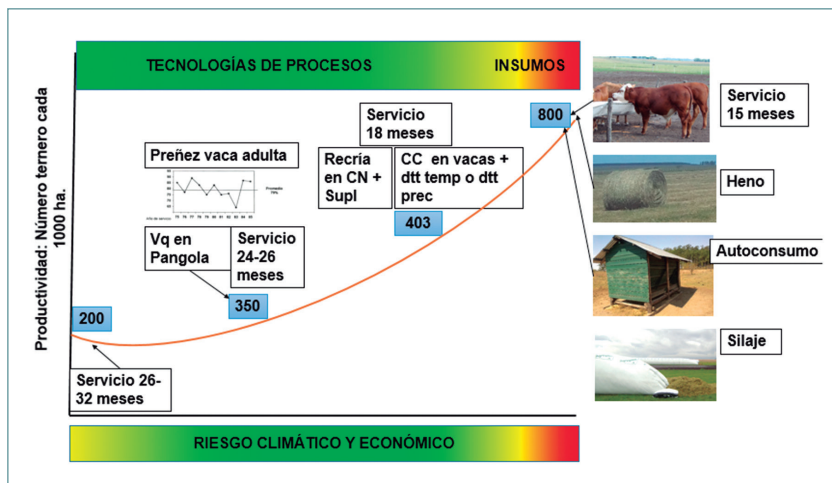 TECNOLOGÍAS DE PROCESOS
INSUMOS
Productividad: Número ternero cada
1000 ha.
Preñez vaca adulta
Promedio
Servicio
18 meses
Recría
en CN +
Supl
CC en vacas +
dtt temp o dtt
prec
403
800
Servicio
15 meses
Heno
Autoconsumo
Silaje
Vq en
Pangola
Servicio
24-26
meses
350
200
Servicio 26-
32 meses
RIESGO CLIMÁTICO Y ECONÓMICO